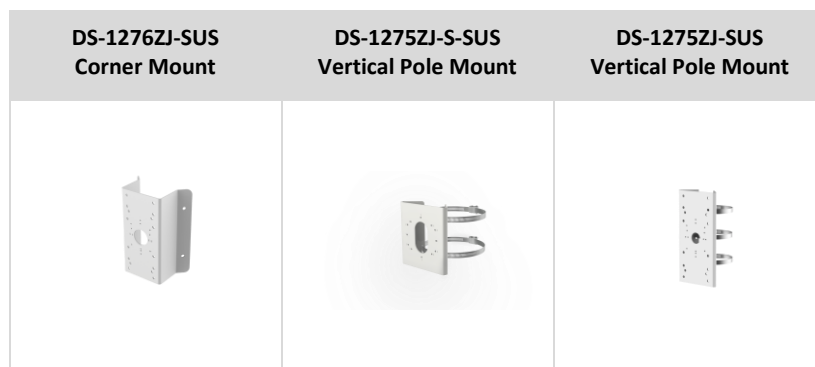 DS-1276ZJ-SUS
Corner Mount
DS-1275ZJ-S-SUS
Vertical Pole Mount
DS-1275ZJ-SUS
Vertical Pole Mount